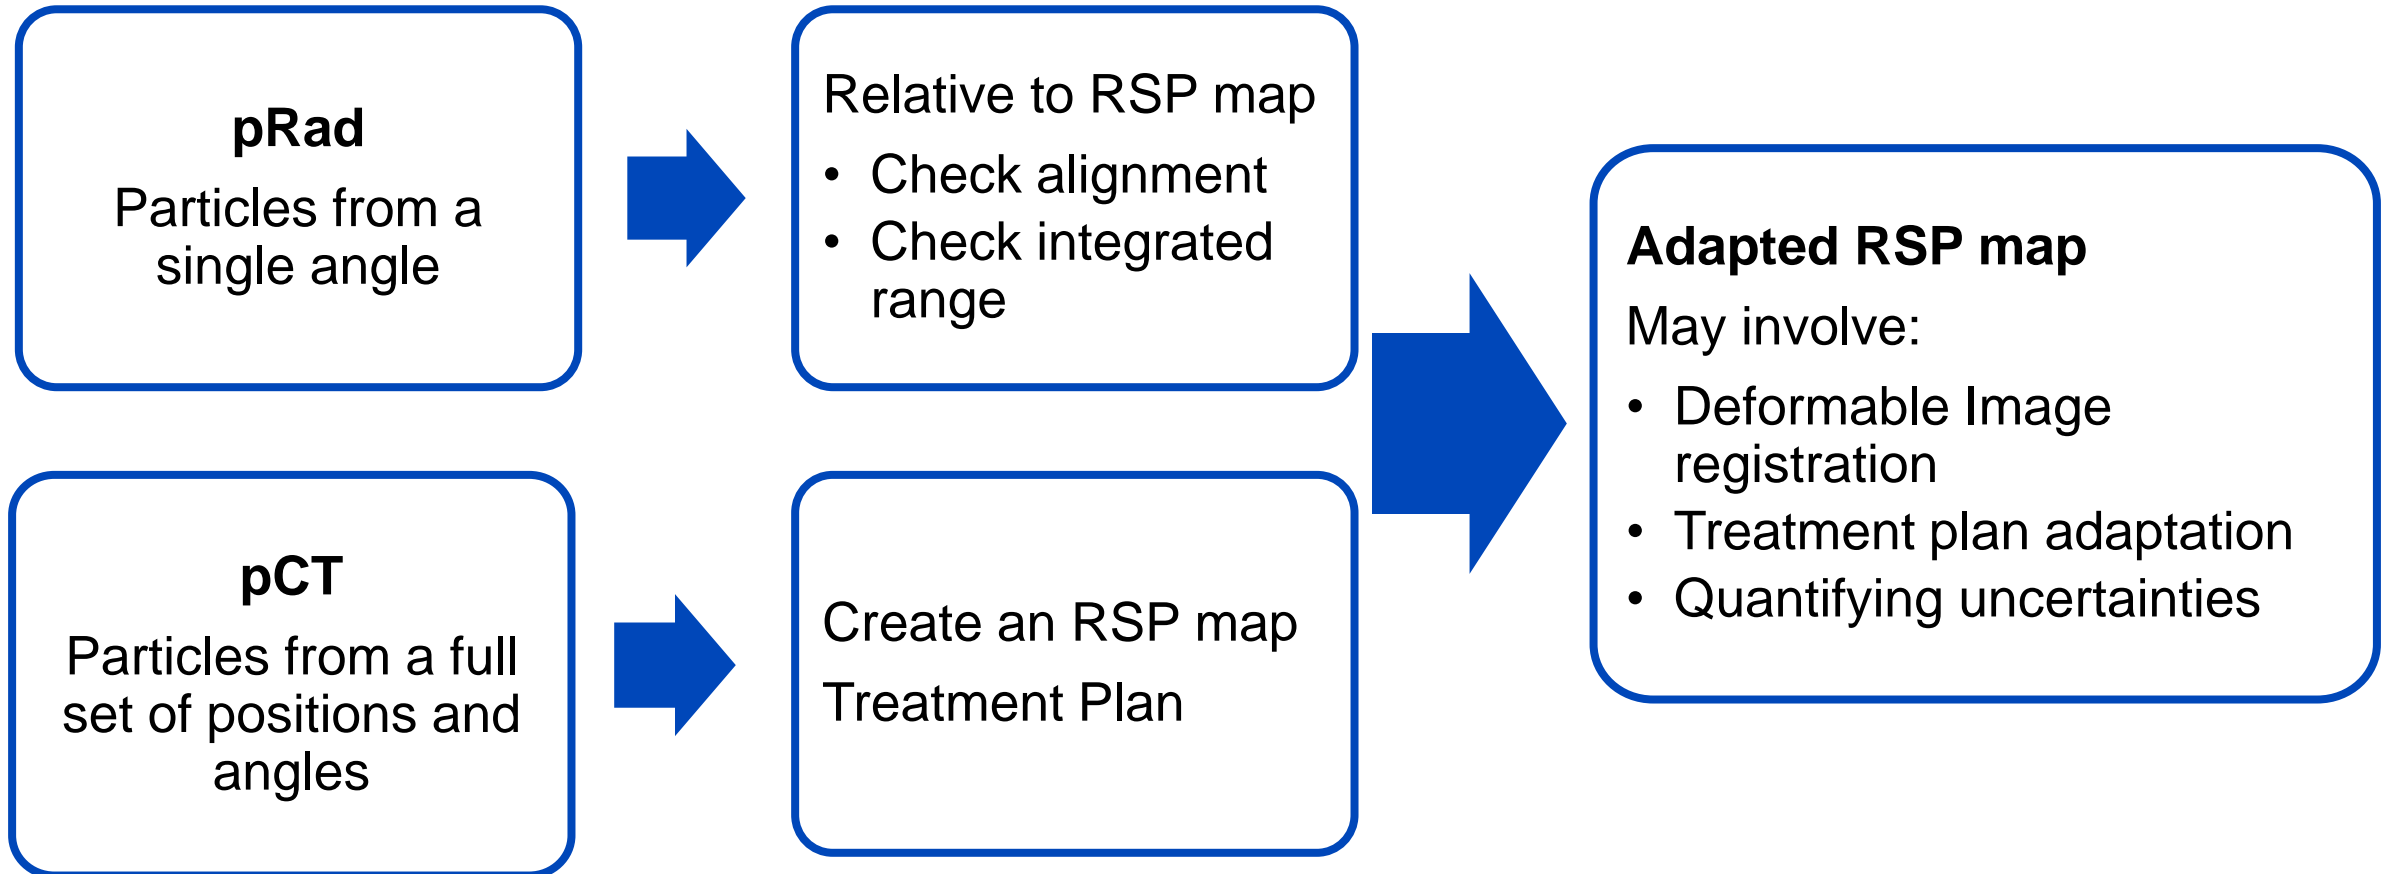 pRad
Particles from a
single angle
Relative to RSP map
• Check alignment
• Check integrated
range
pCT
Particles from a full
set of positions and
angles
Create an RSP map
Treatment Plan
Adapted RSP map
May involve:
• Deformable Image
registration
• Treatment plan adaptation
• Quantifying uncertainties